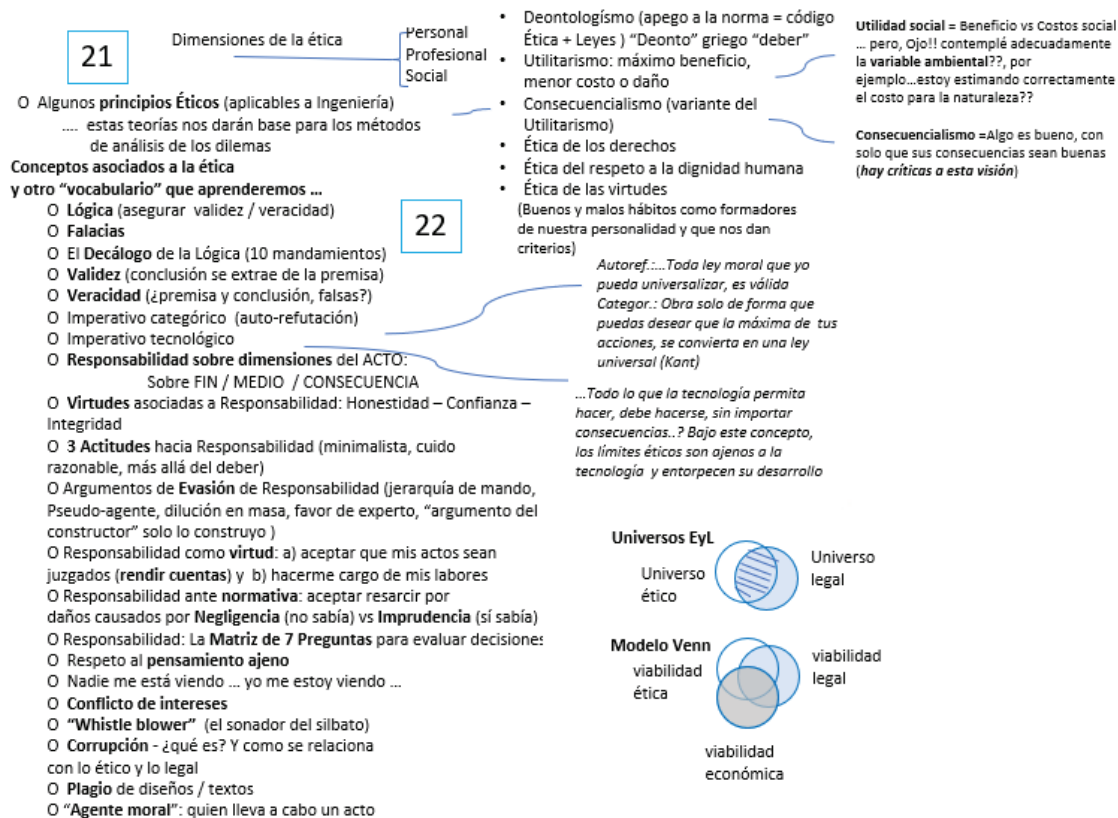 21
Dimensiones de la ética
Personal
Profesional
Social
O Algunos principios Éticos (aplicables a Ingeniería)
.... estas teorías nos darán base para los métodos
de análisis de los dilemas
• Deontologísmo (apego a la norma = código
Ética + Leyes ) “Deonto” griego “deber”
• Utilitarismo: máximo beneficio,
menor costo o daño
• Consecuencialismo (variante del
Utilitarismo)
• Ética de los derechos
• Ética del respeto a la dignidad humana
• Ética de las virtudes
(Buenos y malos hábitos como formadores
de nuestra personalidad y que nos dan
criterios)
Utilidad social = Beneficio vs Costos social
... pero, Ojo!! contemplé adecuadamente
la variable ambiental??, por
ejemplo...estoy estimando correctamente
el costo para la naturaleza??
Consecuencialismo =Algo es bueno, con
solo que sus consecuencias sean buenas
(hay críticas a esta visión)
Conceptos asociados a la ética
y otro “vocabulario” que aprenderemos ...
22
O Lógica (asegurar validez / veracidad)
O Falacias
O El Decálogo de la Lógica (10 mandamientos)
O Validez (conclusión se extrae de la premisa)
O Veracidad (¿premisa y conclusión, falsas?)
O Imperativo categórico (auto-refutación)
O Imperativo tecnológico
O Responsabilidad sobre dimensiones del ACTO:
Sobre FIN / MEDIO / CONSECUENCIA
O Virtudes asociadas a Responsabilidad: Honestidad – Confianza –
Integridad
O 3 Actitudes hacia Responsabilidad (minimalista, cuido
razonable, más allá del deber)
O Argumentos de Evasión de Responsabilidad (jerarquía de mando,
Pseudo-agente, dilución en masa, favor de experto, “argumento del
constructor” solo lo construyo )
O Responsabilidad como virtud: a) aceptar que mis actos sean
juzgados (rendir cuentas) y b) hacerme cargo de mis labores
O Responsabilidad ante normativa: aceptar resarcir por
daños causados por Negligencia (no sabía) vs Imprudencia (sí sabía)
O Responsabilidad: La Matriz de 7 Preguntas para evaluar decisiones
O Respeto al pensamiento ajeno
O Nadie me está viendo ... yo me estoy viendo ...
O Conflicto de intereses
O “Whistle blower” (el sonador del silbato)
O Corrupción - ¿qué es? Y como se relaciona
con lo ético y lo legal
O Plagio de diseños / textos
O “Agente moral”: quien lleva a cabo un acto
Autoref.:...Toda ley moral que yo
pueda universalizar, es válida
Categor.: Obra solo de forma que
puedas desear que la máxima de tus
acciones, se convierta en una ley
universal (Kant)
...Todo lo que la tecnología permita
hacer, debe hacerse, sin importar
consecuencias..? Bajo este concepto,
los límites éticos son ajenos a la
tecnología y entorpecen su desarrollo
Universos EyL
Universo
ético
Universo
legal
Modelo Venn
viabilidad
ética
viabilidad
legal
viabilidad
económica